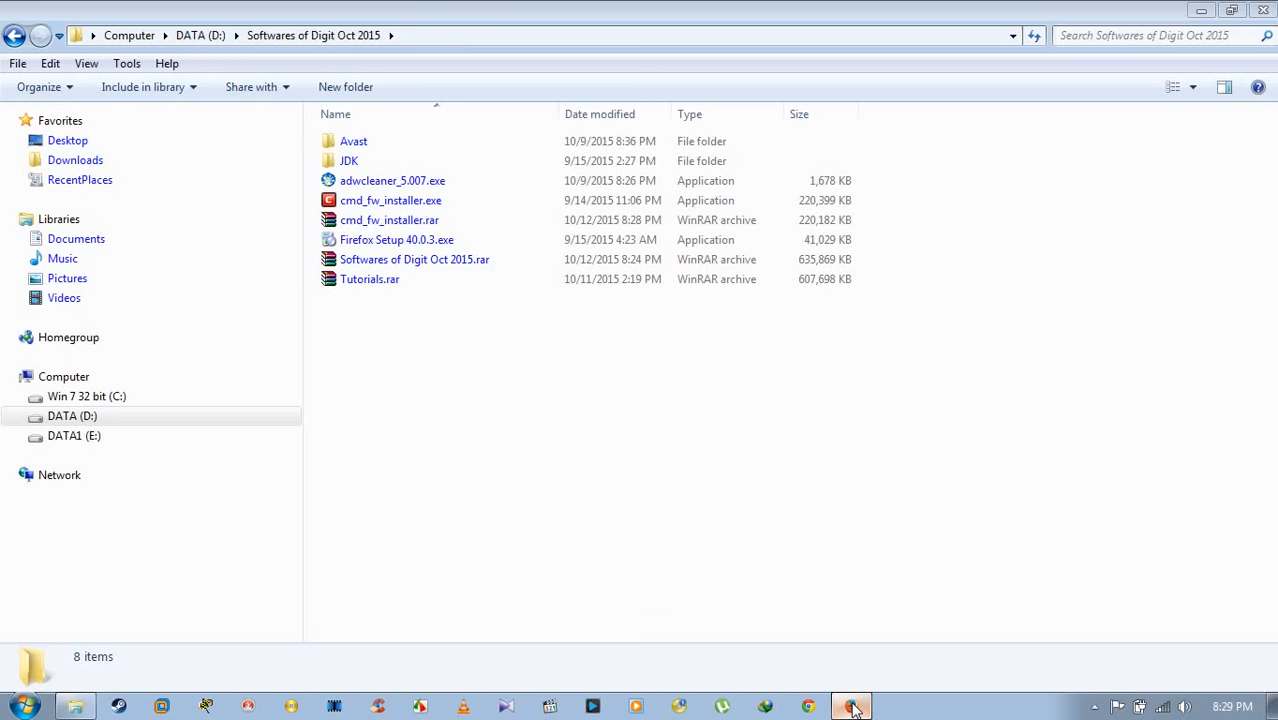 Computer DATA (D:) Softwares of Digit Oct 2015 Search Softwares of Digit Oct 2015
File Edit View Tools Help
Organize Include in library Share with New folder
Name Date modified Type Size
Favorites
Desktop
Downloads
RecentPlaces
Libraries
Documents
Music
Pictures
Videos
Homegroup
Computer
Win 7 32 bit (C:)
DATA (D:)
DATA1 (E:)
Network
Avast 10/9/2015 8:36 PM File folder
JDK 9/15/2015 2:27 PM File folder
adwcleaner_5.007.exe 10/9/2015 8:26 PM Application 1,678 KB
cmd_fw_installer.exe 9/14/2015 11:06 PM Application 220,399 KB
cmd_fw_installer.rar 10/12/2015 8:28 PM WinRAR archive 220,182 KB
Firefox Setup 40.0.3.exe 9/15/2015 4:23 AM Application 41,029 KB
Softwares of Digit Oct 2015.rar 10/12/2015 8:24 PM WinRAR archive 635,869 KB
Tutorials.rar 10/11/2015 2:19 PM WinRAR archive 607,698 KB
8 items
8:29 PM